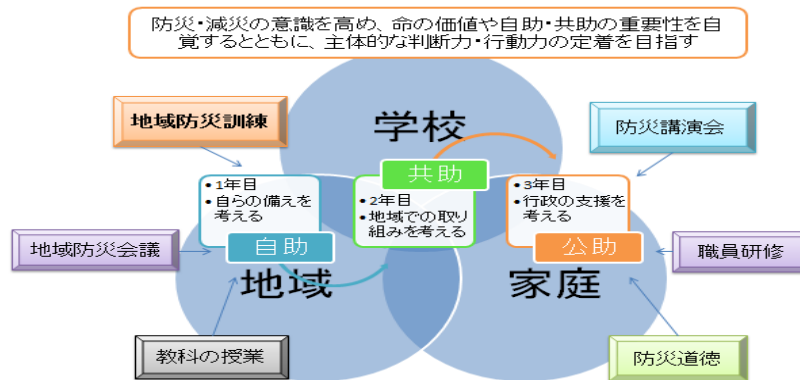 防災・減災の意識を高め、命の価値や自助・共助の重要性を自
覚するとともに、主体的な判断力・行動力の定着を目指す
地域防災訓練
学校
防災講演会
共助
•1年目
•自らの備えを
考える
•2年目
•地域での取り
組みを考える
•3年目
•行政の支援を
考える
自助
公助
地域防災会議
職員研修
地域
家庭
教科の授業
防災道徳